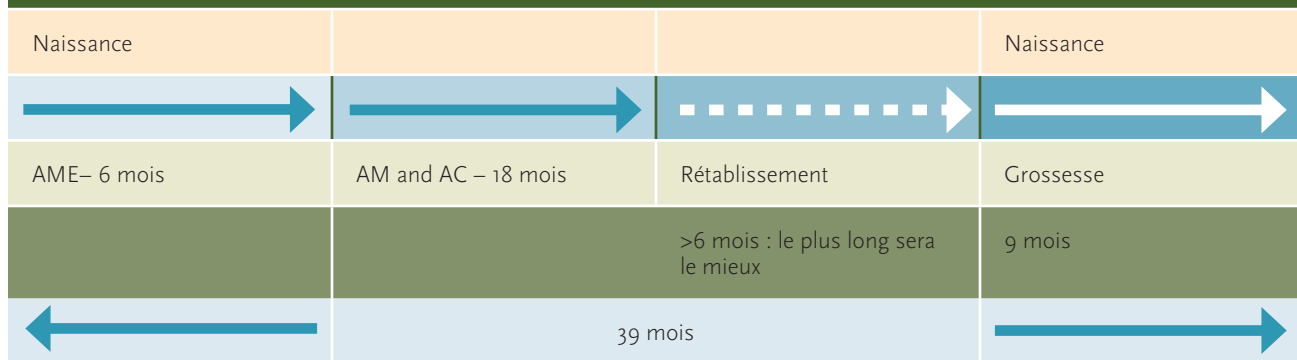 Naissance
Naissance
AME– 6 mois
AM and AC – 18 mois
Rétablissement
Grossesse
>6 mois : le plus long sera
le mieux
9 mois
39 mois